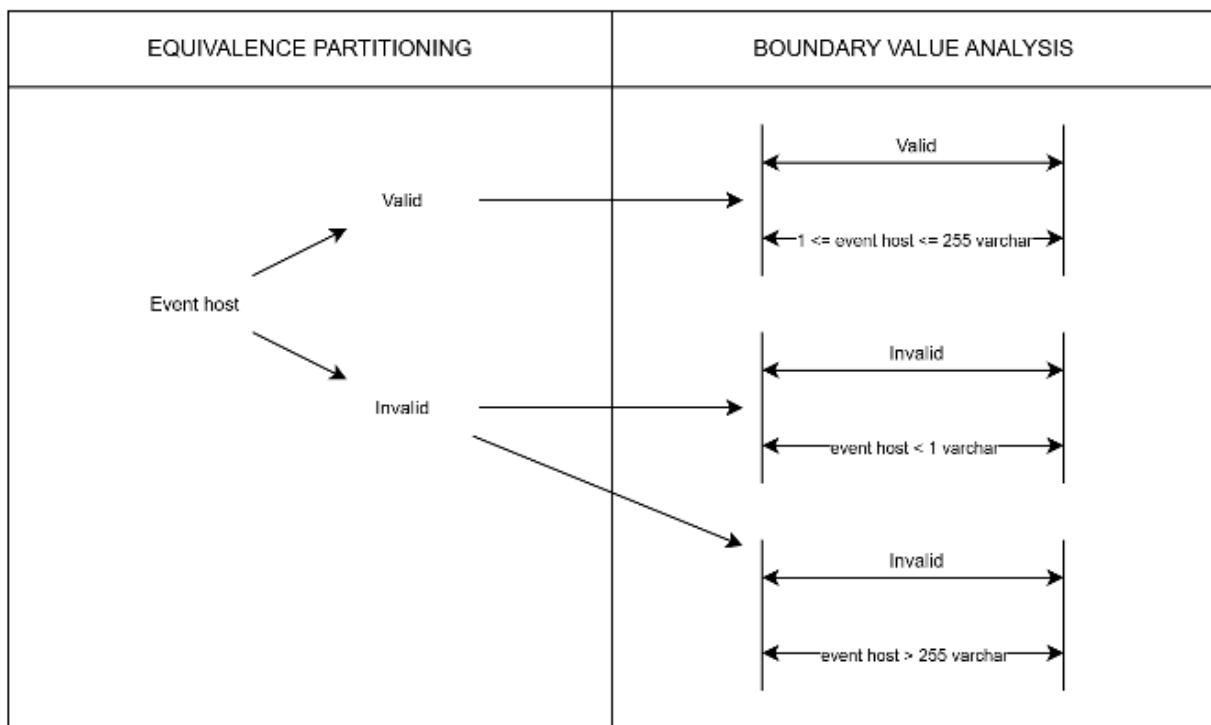 EQUIVALENCE PARTITIONING
BOUNDARY VALUE ANALYSIS
Valid
Valid
1 <= event host <= 255 varchar
Event host
Invalid
Invalid
event host < 1 varchar
Invalid
event host > 255 varchar